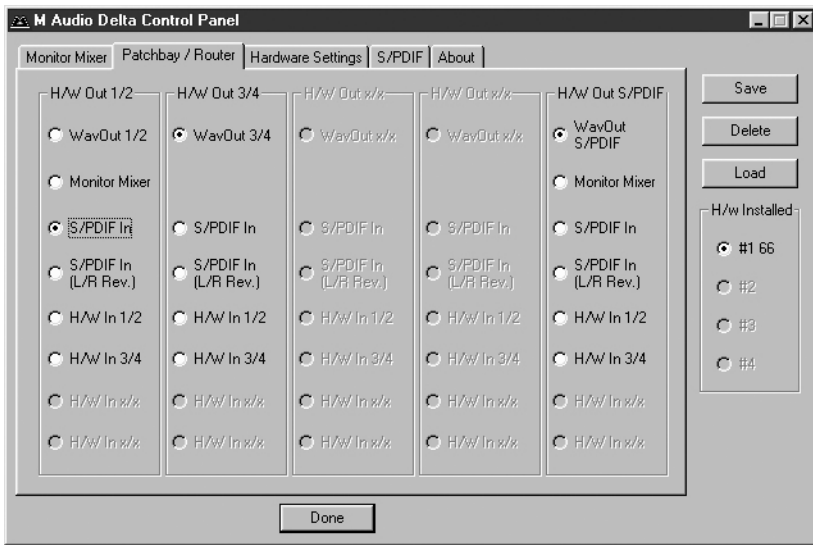 M Audio Delta Control Panel
Monitor Mixer
Patchbay / Router
Hardware Settings
S/PDIF
About
H/W Out 1/2
WavOut 1/2
Monitor Mixer
S/PDIF In
S/PDIF In
(L/R Rev.)
H/W In 1/2
H/W In 3/4
H/W In x/x
H/W In x/x
H/W Out 3/4
WavOut 3/4
S/PDIF In
S/PDIF In
(L/R Rev.)
H/W In 1/2
H/W In 3/4
H/W In x/x
H/W In x/x
H/W Out x/x
WavOut x/x
S/PDIF In
S/PDIF In
(L/R Rev.)
H/W In 1/2
H/W In 3/4
H/W In x/x
H/W In x/x
H/W Out x/x
WavOut x/x
S/PDIF In
S/PDIF In
(L/R Rev.)
H/W In 1/2
H/W In 3/4
H/W In x/x
H/W In x/x
H/W Out S/PDIF
WavOut
S/PDIF
Monitor Mixer
S/PDIF In
S/PDIF In
(L/R Rev.)
H/W In 1/2
H/W In 3/4
H/W In x/x
H/W In x/x
Save
Delete
Load
H/w Installed
#1 66
#2
#3
#4
Done